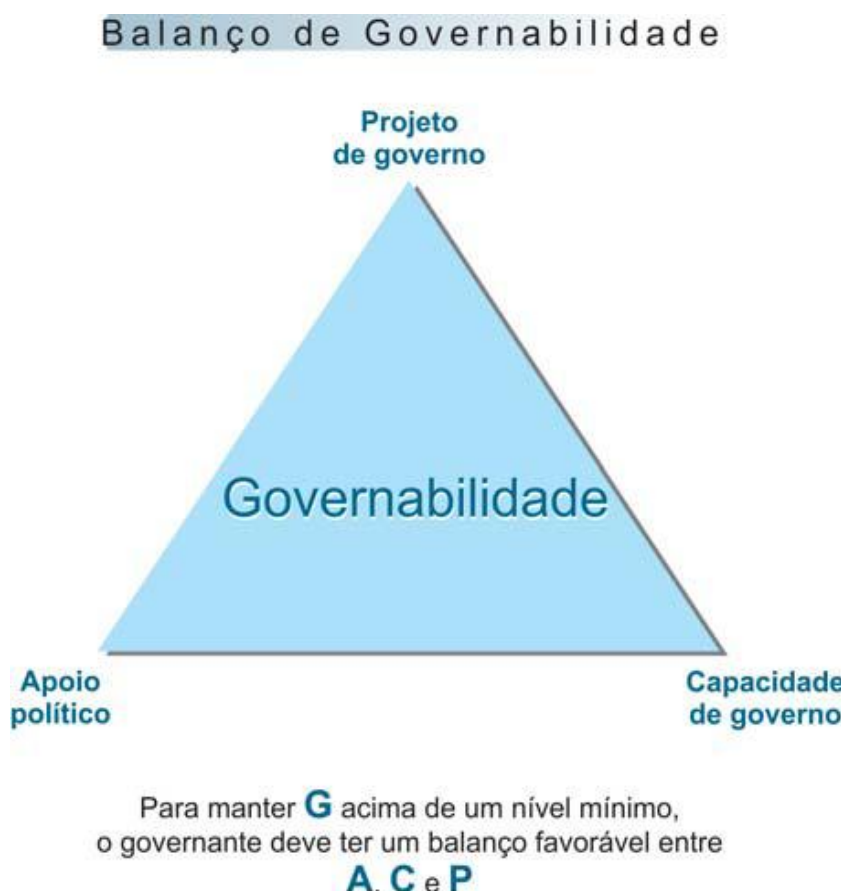 Balanço de Governabilidade
Projeto
de governo
Governabilidade
Apoio
político
Capacidade
de governo
Para manter G acima de um nível mínimo,
o governante deve ter um balanço favorável entre
A, C e P